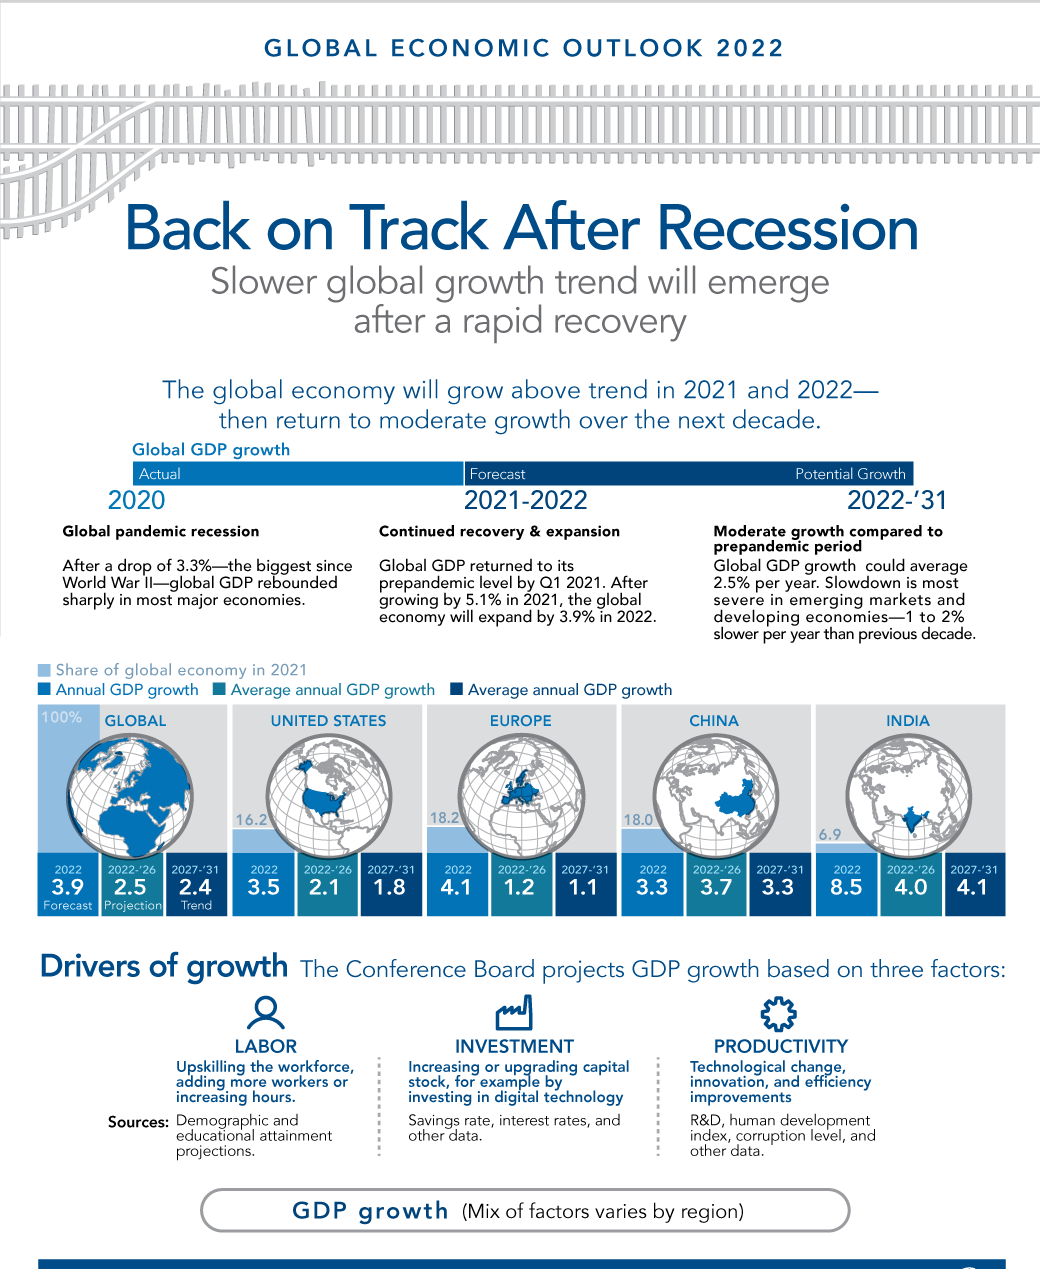 GLOBAL ECONOMIC OUTLOOK 2022
Back on Track After Recession
Slower global growth trend will emerge
after a rapid recovery
The global economy will grow above trend in 2021 and 2022—
then return to moderate growth over the next decade.
Global GDP growth
Actual
Forecast
Potential Growth
2020
2021-2022
2022-’31
Global pandemic recession
After a drop of 3.3%—the biggest since
World War II—global GDP rebounded
sharply in most major economies.
Continued recovery & expansion
Global GDP returned to its
prepandemic level by Q1 2021. After
growing by 5.1% in 2021, the global
economy will expand by 3.9% in 2022.
Moderate growth compared to
prepandemic period
Global GDP growth could average
2.5% per year. Slowdown is most
severe in emerging markets and
developing economies—1 to 2%
slower per year than previous decade.
Share of global economy in 2021
Annual GDP growth
Average annual GDP growth
Average annual GDP growth
100%
GLOBAL
2022
3.9
Forecast
2022-’26
2.5
Projection
2027-’31
2.4
Trend
UNITED STATES
16.2
2022
3.5
2022-’26
2.1
2027-’31
1.8
EUROPE
18.2
2022
4.1
2022-’26
1.2
2027-’31
1.1
CHINA
18.0
2022
3.3
2022-’26
3.7
2027-’31
3.3
INDIA
6.9
2022
8.5
2022-’26
4.0
2027-’31
4.1
Drivers of growth The Conference Board projects GDP growth based on three factors:
LABOR
Upskilling the workforce,
adding more workers or
increasing hours.
Sources: Demographic and
educational attainment
projections.
INVESTMENT
Increasing or upgrading capital
stock, for example by
investing in digital technology
Savings rate, interest rates, and
other data.
PRODUCTIVITY
Technological change,
innovation, and efficiency
improvements
R&D, human development
index, corruption level, and
other data.
GDP growth (Mix of factors varies by region)